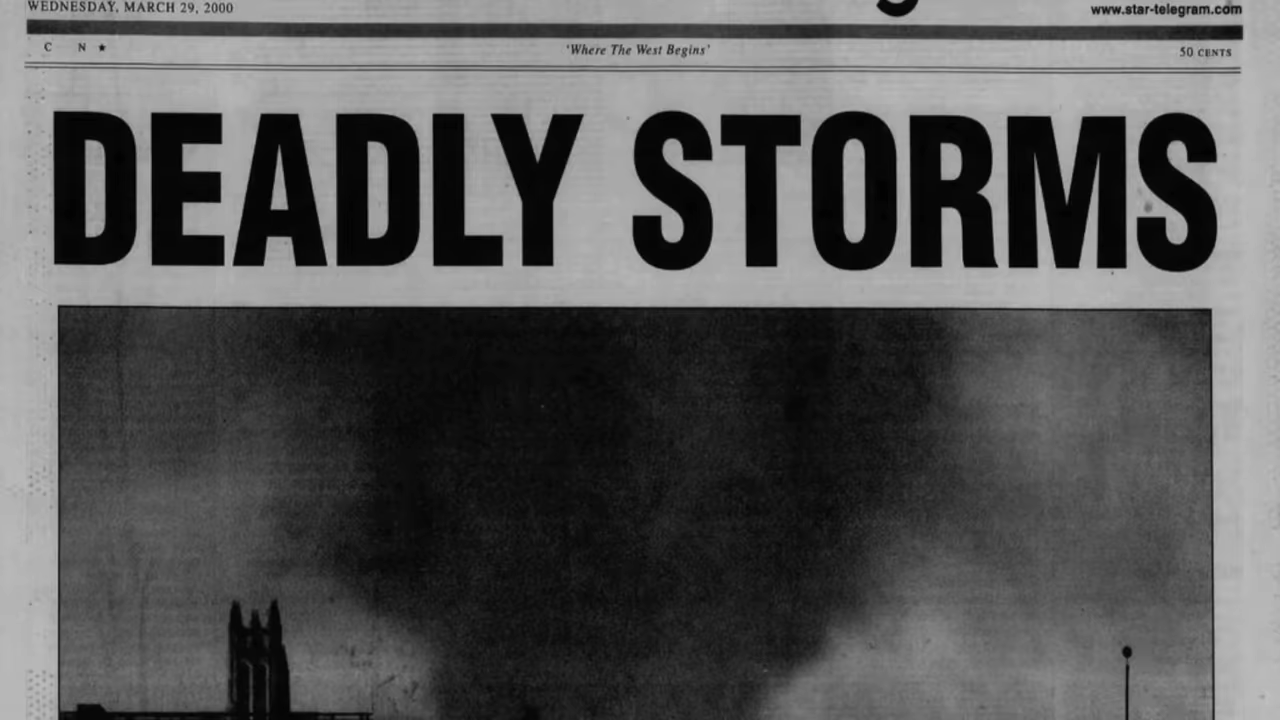 WEDNESDAY, MARCH 29, 2000
www.star-telegram.com
C N ★
'Where The West Begins'
50 CENTS
DEADLY STORMS